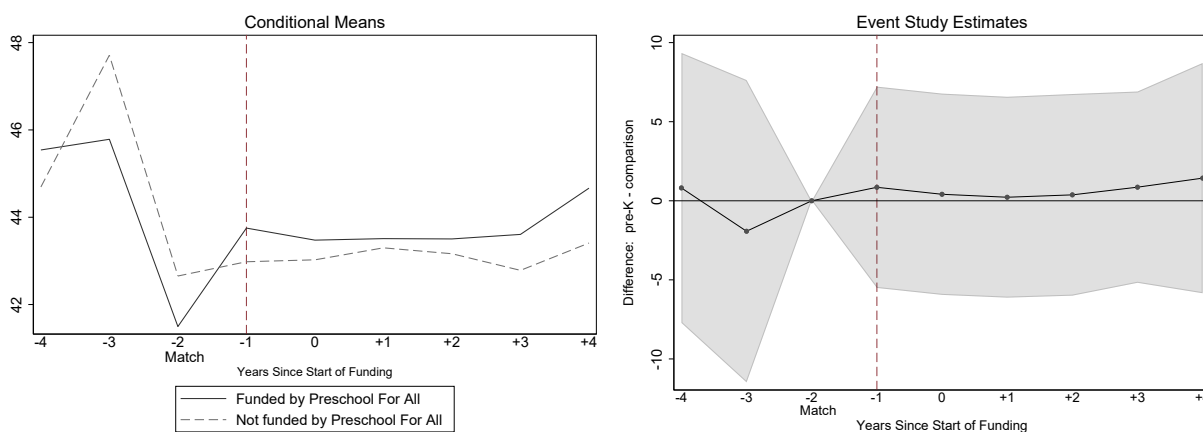 Conditional Means
48
46
44
42
-4 -3 -2 -1 0 +1 +2 +3 +4
Match
Years Since Start of Funding
Funded by Preschool For All
Not funded by Preschool For All
Event Study Estimates
Difference: pre-K - comparison
10
5
0
-5
-10
-4 -3 -2 -1 0 +1 +2 +3 +4
Match
Years Since Start of Funding